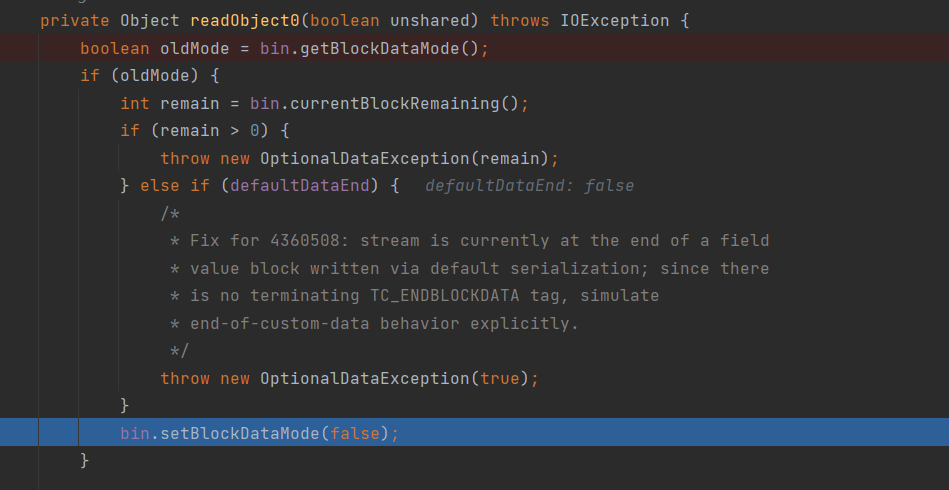 private Object readObject0(boolean unshared) throws IOException {
boolean oldMode = bin.getBlockDataMode();
if (oldMode) {
int remain = bin.currentBlockRemaining();
if (remain > 0) {
throw new OptionalDataException(remain);
} else if (defaultDataEnd) { defaultDataEnd: false
/*
* Fix for 4360508: stream is currently at the end of a field
* value block written via default serialization; since there
* is no terminating TC_ENDBLOCKDATA tag, simulate
* end-of-custom-data behavior explicitly.
*/
throw new OptionalDataException(true);
}
bin.setBlockDataMode(false);
}